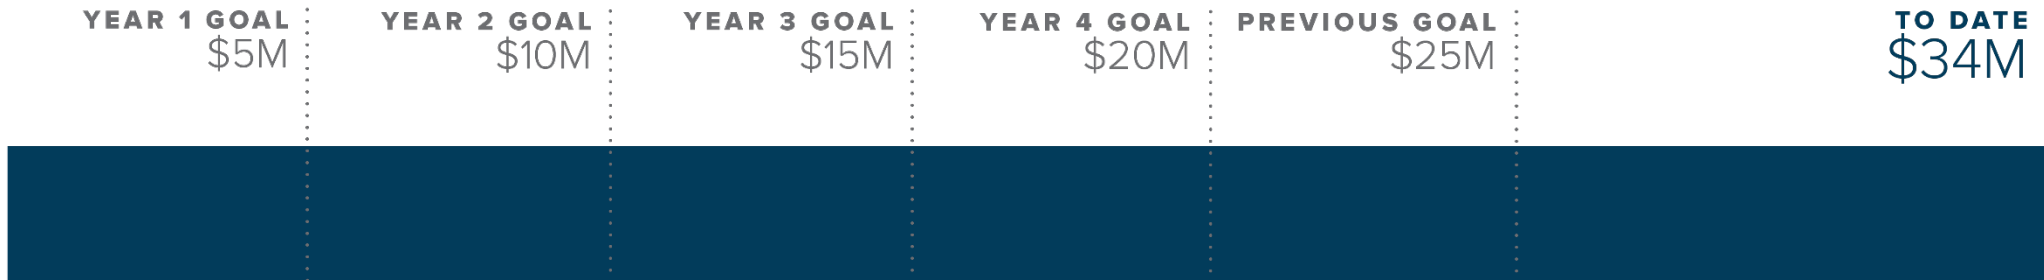 YEAR 1 GOAL
$5M
YEAR 2 GOAL
$10M
YEAR 3 GOAL
$15M
YEAR 4 GOAL
$20M
PREVIOUS GOAL
$25M
TO DATE
$34M